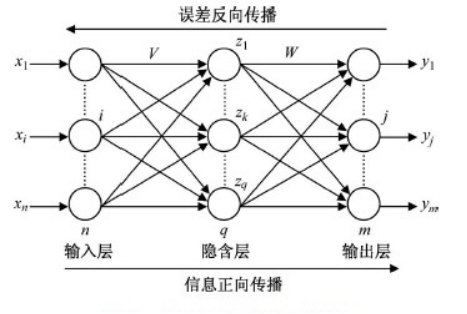 误差反向传播
x1 V z1 W y1
xi i zk j yj
xn zq ym
n q m
输入层 隐含层 输出层
信息正向传播